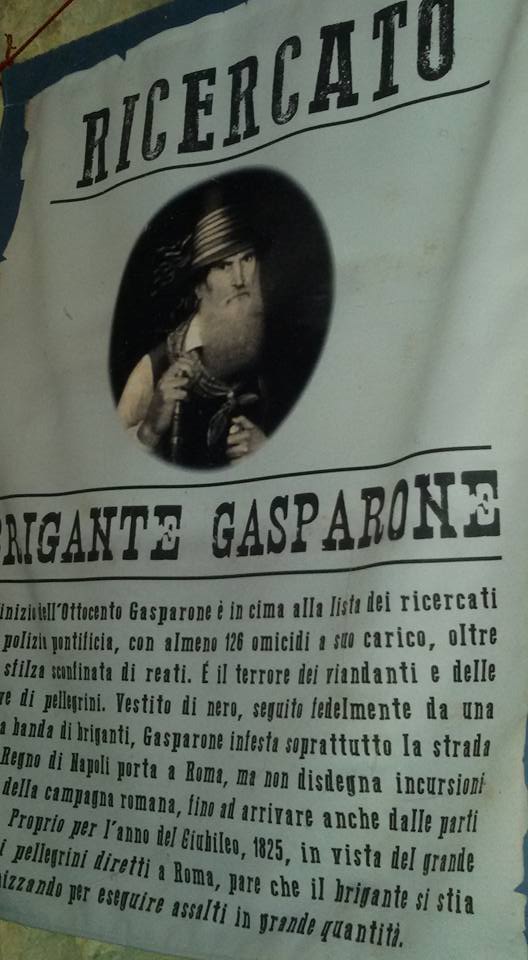 RICERCATO
BRIGANTE GASPARONE
inizio dell'Ottocento Gasparone è in cima alla lista dei ricercati
polizia pontificia, con almeno 126 omicidi a suo carico, oltre
sfilza sconfinata di reati. É il terrore dei viandanti e delle
di pellegrini. Vestito di nero, seguito fedelmente da una
banda di briganti, Gasparone infesta soprattutto la strada
Regno di Napoli porta a Roma, ma non disdegna incursioni
della campagna romana, fino ad arrivare anche dalle parti
Proprio per l'anno del Giubileo, 1825, in vista del grande
pellegrini diretti a Roma, pare che il brigante si stia
per eseguire assalti in grande quantità.